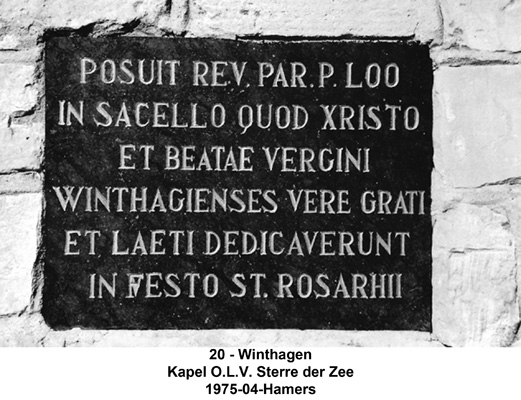 POSUIT REV. PAR. P. LOO
IN SACELLO QUOD XRISTO
ET BEATAE VERGINI
WINTHAGIENSES VERE GRATI
ET LAETI DEDICAVERUNT
IN FESTO ST. ROSARHII
20 - Winthagen
Kapel O.L.V. Sterre der Zee
1975-04-Hamers